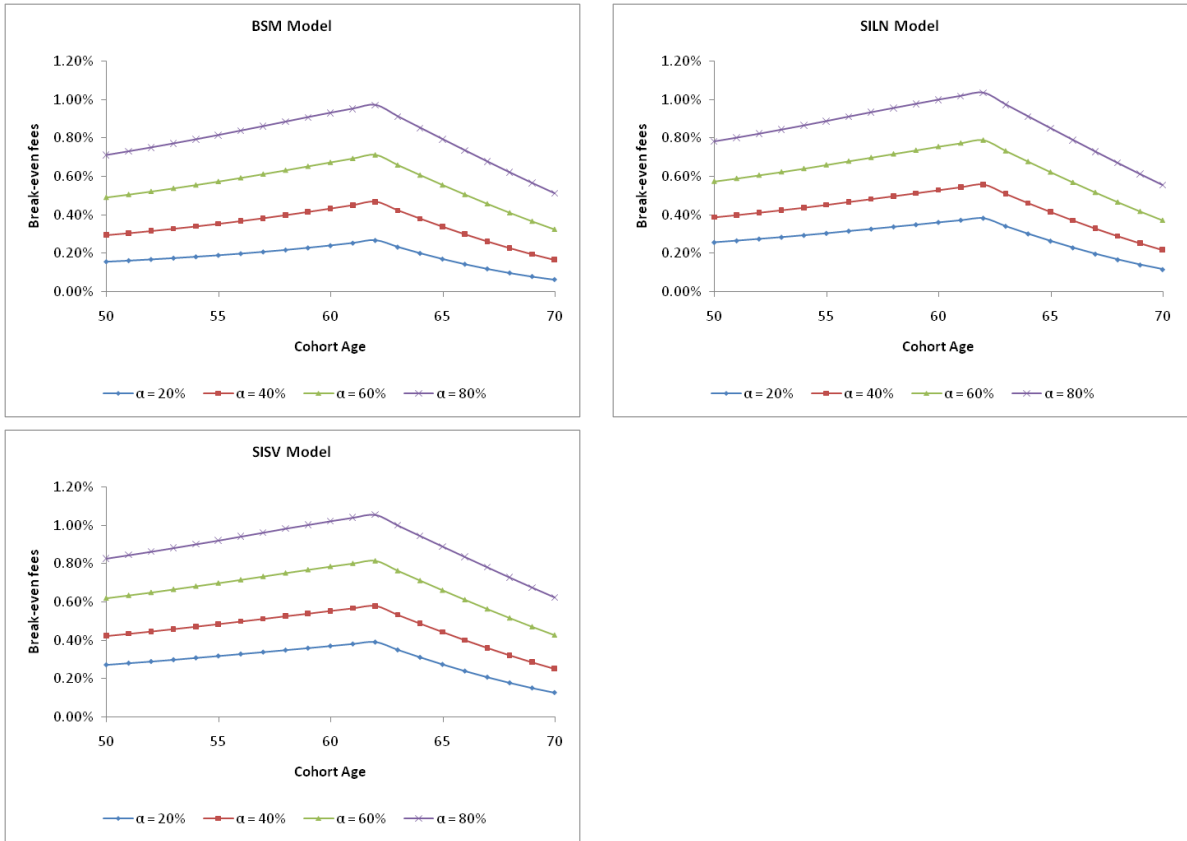 BSM Model
Break-even fees
1.20%
1.00%
0.80%
0.60%
0.40%
0.20%
0.00%
50 55 60 65 70
Cohort Age
α = 20% α = 40% α = 60% α = 80%
SILN Model
Break-even fees
1.20%
1.00%
0.80%
0.60%
0.40%
0.20%
0.00%
50 55 60 65 70
Cohort Age
α = 20% α = 40% α = 60% α = 80%
SISV Model
Break-even fees
1.20%
1.00%
0.80%
0.60%
0.40%
0.20%
0.00%
50 55 60 65 70
Cohort Age
α = 20% α = 40% α = 60% α = 80%